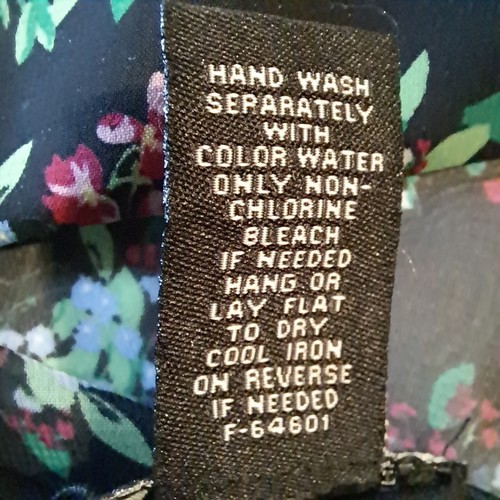 HAND WASH
SEPARATELY
WITH
COLOR WATER
ONLY NON-
CHLORINE
BLEACH
IF NEEDED
HANG OR
LAY FLAT
TO DRY
COOL IRON
ON REVERSE
IF NEEDED
F-64601